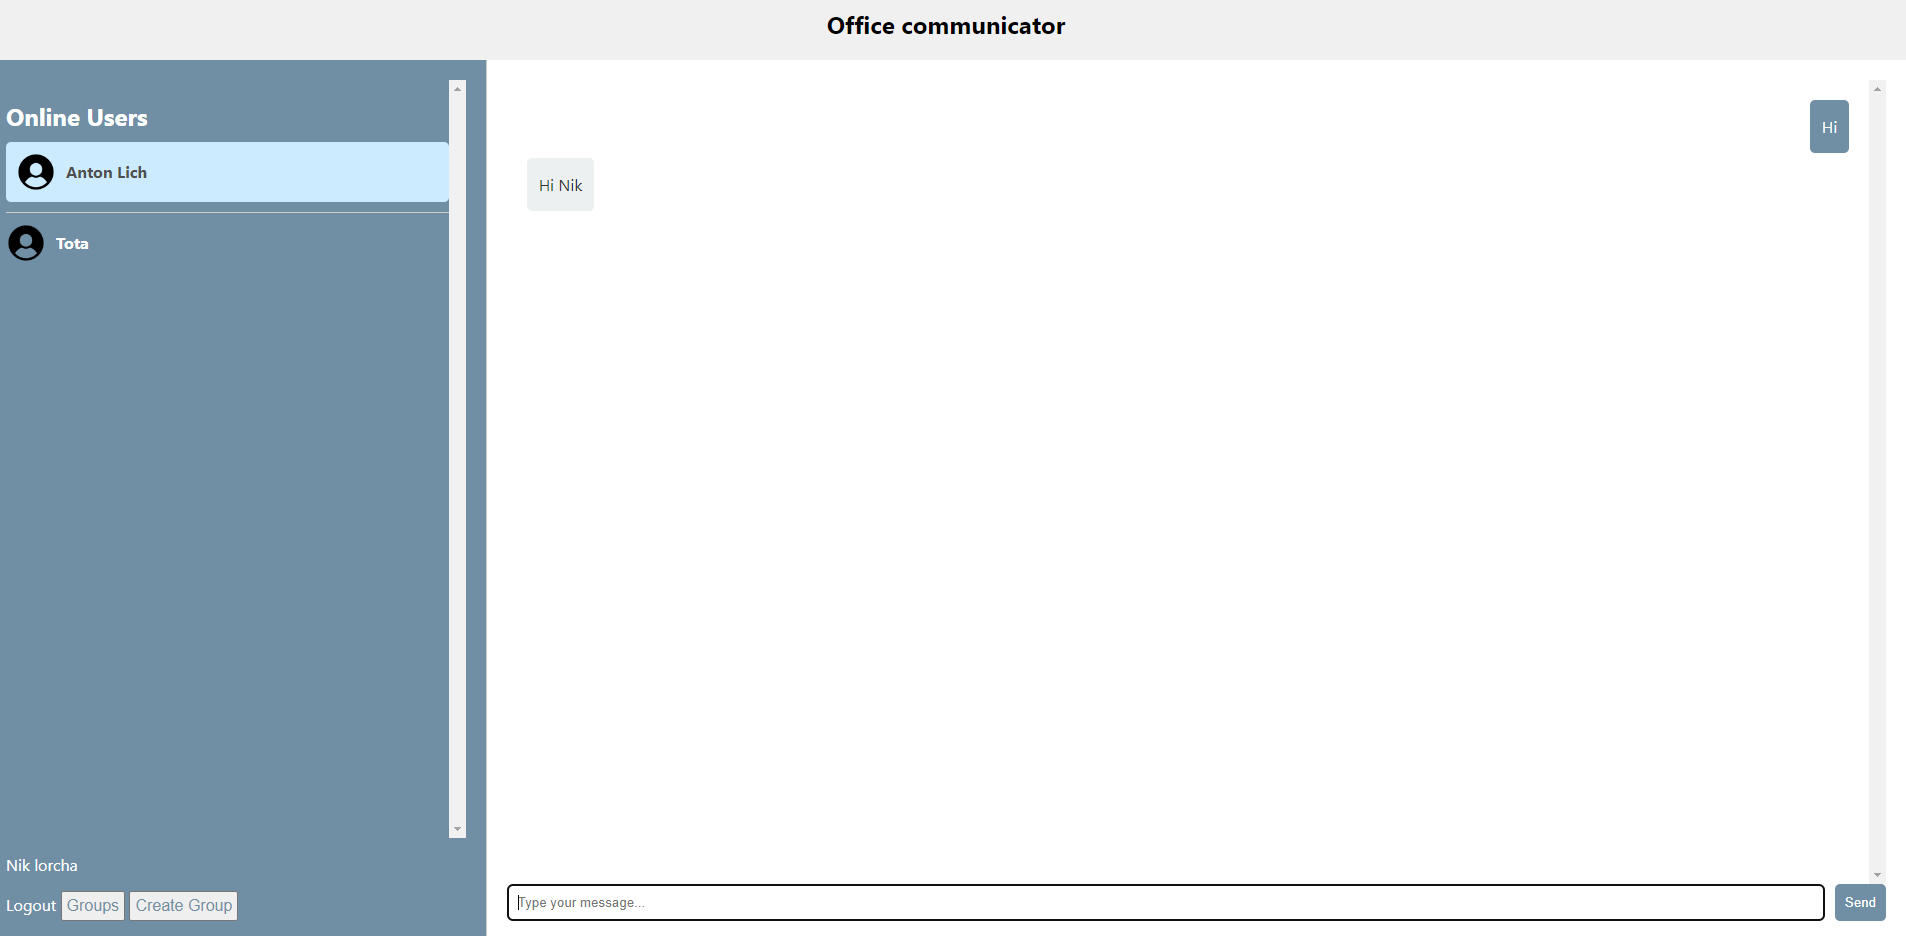 Office communicator
Online Users
Anton Lich
Tota
Nik lorcha
Logout Groups Create Group
Hi
Hi Nik
Type your message...
Send